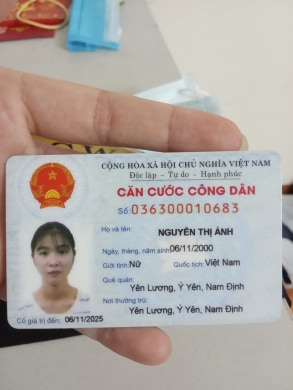 CỘNG HÒA XÃ HỘI CHỦ NGHĨA VIỆT NAM
Độc lập - Tự do - Hạnh phúc
CĂN CƯỚC CÔNG DÂN
Số: 036300010683
Họ và tên: NGUYỄN THỊ ÁNH
Ngày, tháng, năm sinh: 06/11/2000
Giới tính: Nữ Quốc tịch: Việt Nam
Quê quán:
Yên Lương, Ý Yên, Nam Định
Nơi thường trú:
Yên Lương, Ý Yên, Nam Định
Có giá trị đến: 06/11/2025